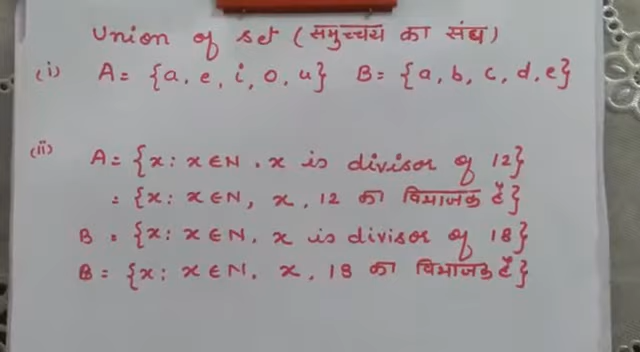 Union of set (समुच्चय का संघ)
(i) A = {a, e, i, o, u} B = {a, b, c, d, e}
(ii) A = {x : x ∈ N . x is divisor of 12}
= {x : x ∈ N, x , 12 का विभाजक है}
B = {x : x ∈ N, x is divisor of 18}
B = {x : x ∈ N, x , 18 का विभाजक है}